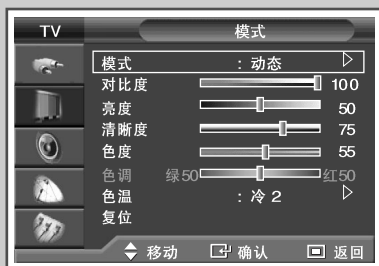 TV 模式
模式 : 动态
对比度 100
亮度 50
清晰度 75
色度 55
色调 绿50 红50
色温 : 冷 2
复位
移动 确认 返回